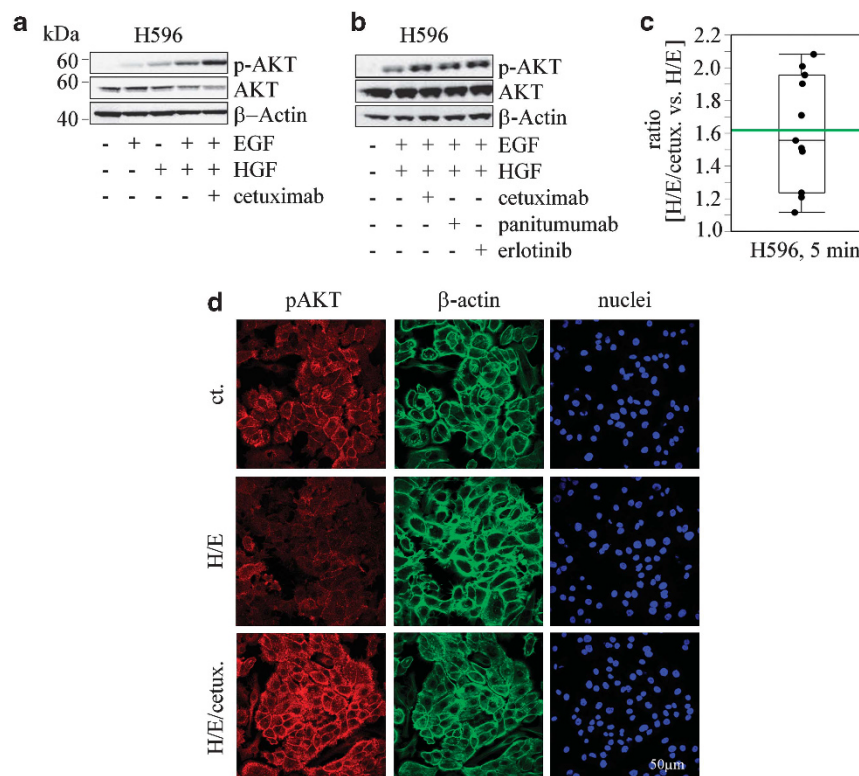 a
kDa
H596
60
60
40
p-AKT
AKT
β–Actin
- + - + + EGF
- - + + + HGF
- - - - + cetuximab
b
H596
p-AKT
AKT
β-Actin
- + + + + EGF
- + + + + HGF
- - + - - cetuximab
- - - + - panitumumab
- - - - + erlotinib
c
ratio
[H/E/cetux. vs. H/E]
2.2
2.0
1.8
1.6
1.4
1.2
1.0
H596, 5 min
d
pAKT β-actin nuclei
ct.
H/E
H/E/cetux.
50μm